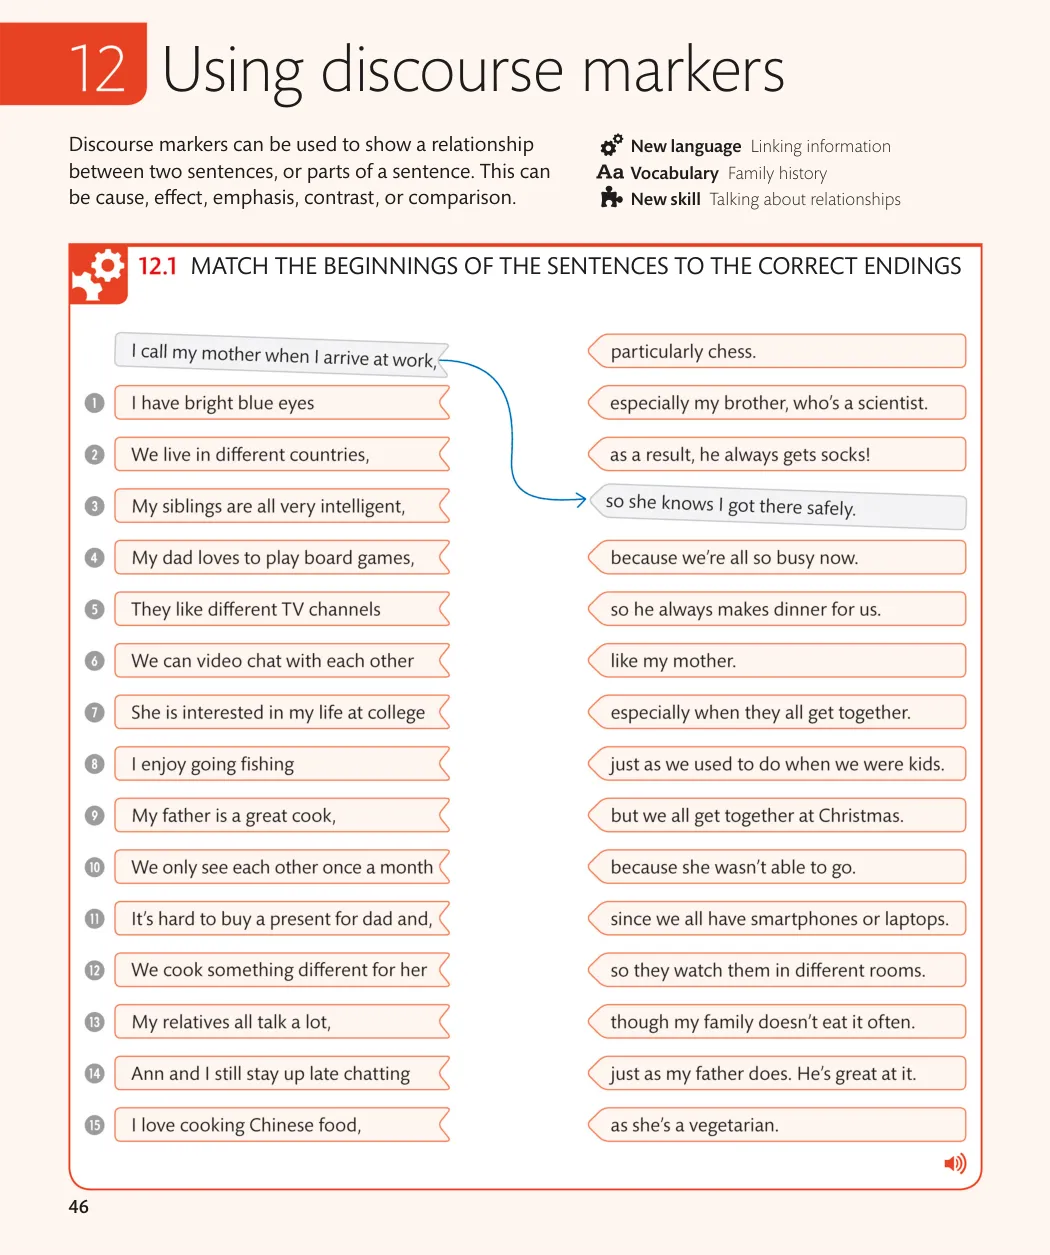 12 Using discourse markers
Discourse markers can be used to show a relationship
between two sentences, or parts of a sentence. This can
be cause, effect, emphasis, contrast, or comparison.
New language Linking information
Aa Vocabulary Family history
New skill Talking about relationships
12.1 MATCH THE BEGINNINGS OF THE SENTENCES TO THE CORRECT ENDINGS
I call my mother when I arrive at work,
particularly chess.
1 I have bright blue eyes
especially my brother, who's a scientist.
2 We live in different countries,
as a result, he always gets socks!
3 My siblings are all very intelligent,
so she knows I got there safely.
4 My dad loves to play board games,
because we're all so busy now.
5 They like different TV channels
so he always makes dinner for us.
6 We can video chat with each other
like my mother.
7 She is interested in my life at college
especially when they all get together.
8 I enjoy going fishing
just as we used to do when we were kids.
9 My father is a great cook,
but we all get together at Christmas.
10 We only see each other once a month
because she wasn't able to go.
11 It's hard to buy a present for dad and,
since we all have smartphones or laptops.
12 We cook something different for her
so they watch them in different rooms.
13 My relatives all talk a lot,
though my family doesn't eat it often.
14 Ann and I still stay up late chatting
just as my father does. He's great at it.
15 I love cooking Chinese food,
as she's a vegetarian.
46